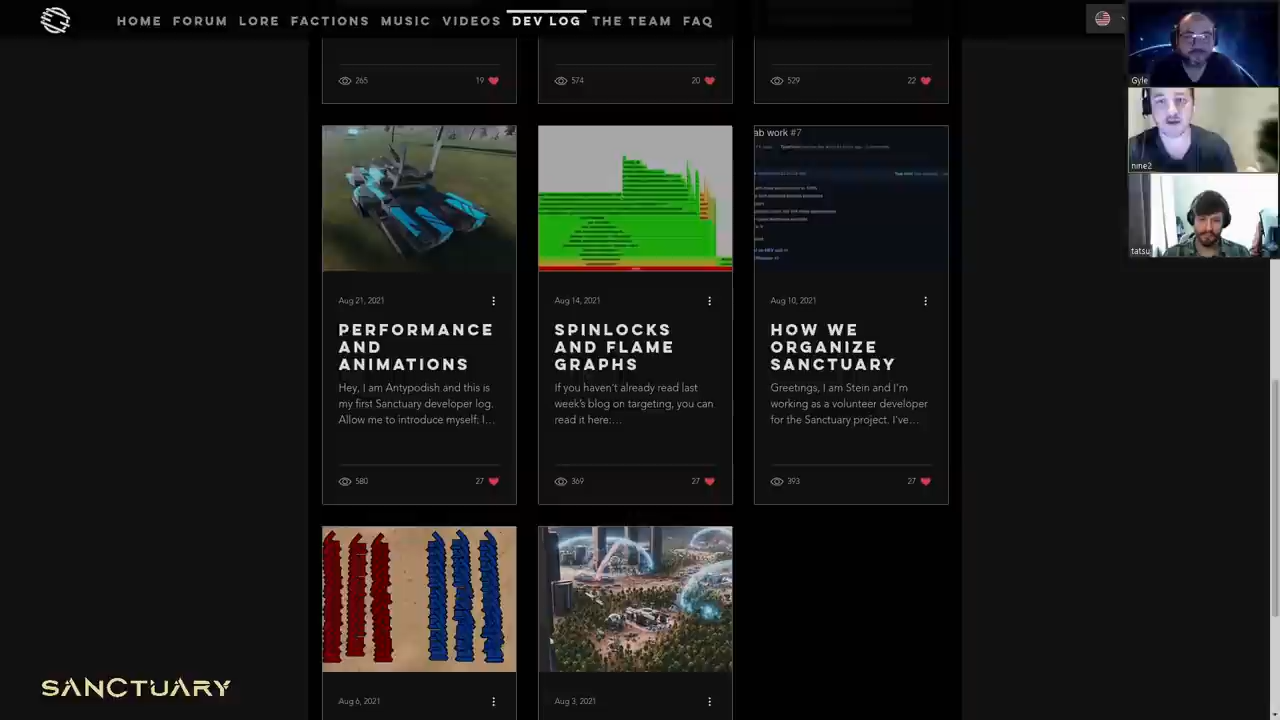 HOME FORUM LORE FACTIONS MUSIC VIDEOS DEV LOG THE TEAM FAQ
Gyle
nine2
tatsu
265 19
574 20
529 22
ab work #7
Aug 21, 2021
PERFORMANCE
AND
ANIMATIONS
Hey, I am Antypodish and this is
my first Sanctuary developer log.
Allow me to introduce myself: I...
580 27
Aug 14, 2021
SPINLOCKS
AND FLAME
GRAPHS
If you haven't already read last
week's blog on targeting, you can
read it here:...
369 27
Aug 10, 2021
HOW WE
ORGANIZE
SANCTUARY
Greetings, I am Stein and I'm
working as a volunteer developer
for the Sanctuary project. I've...
393 27
Aug 6, 2021
Aug 3, 2021
SANCTUARY